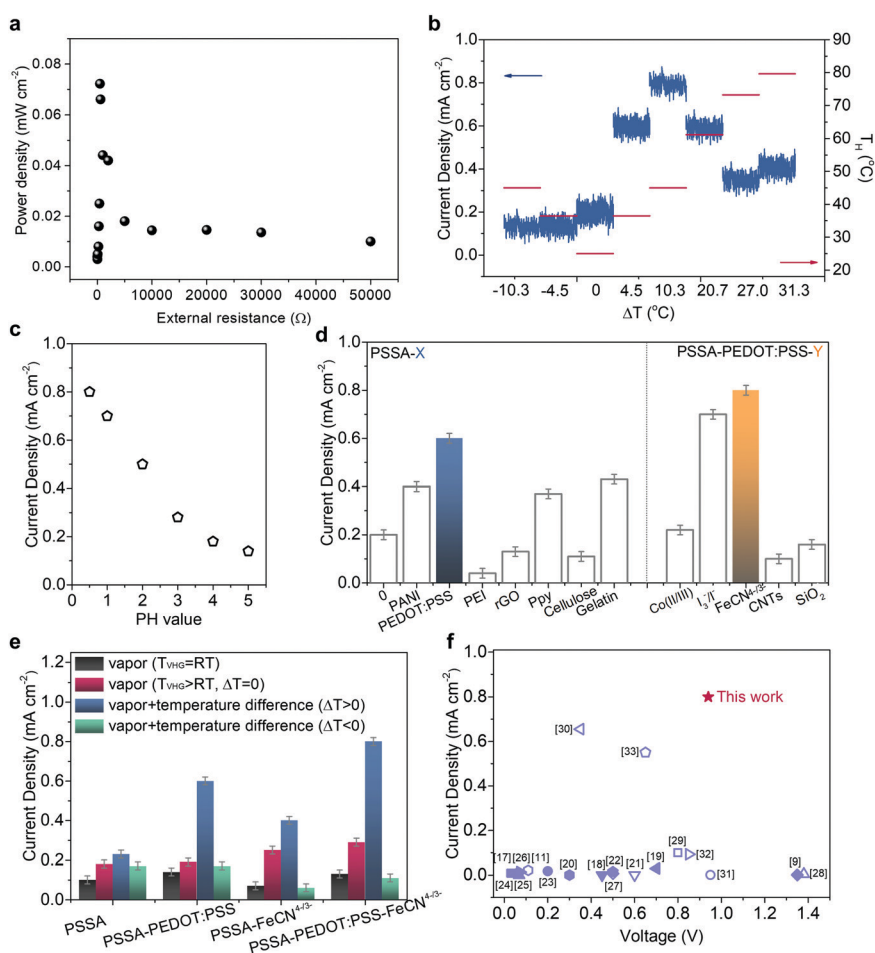 a
0.08
0.06
0.04
0.02
0.00
Power density (mW cm⁻²)
0 10000 20000 30000 40000 50000
External resistance (Ω)
b
1.0
0.8
0.6
0.4
0.2
0.0
Current Density (mA cm⁻²)
90
80
70
60
50
40
30
20
T_H (°C)
-10.3 -4.5 0 4.5 10.3 20.7 27.0 31.3
ΔT (°C)
c
1.0
0.8
0.6
0.4
0.2
0.0
Current Density (mA cm⁻²)
0 1 2 3 4 5
PH value
d
PSSA-X PSSA-PEDOT:PSS-Y
1.0
0.8
0.6
0.4
0.2
0.0
Current Density (mA cm⁻²)
0 PANI PEDOT:PSS PEI rGO Ppy Cellulose Gelatin Co(II/III) I₃⁻/I⁻ FeCN⁴⁻/³⁻ CNTs SiO₂
e
vapor (T_VHG=RT)
vapor (T_VHG>RT, ΔT=0)
vapor+temperature difference (ΔT>0)
vapor+temperature difference (ΔT<0)
1.2
1.0
0.8
0.6
0.4
0.2
0.0
Current Density (mA cm⁻²)
PSSA PSSA-PEDOT:PSS PSSA-FeCN⁴⁻/³⁻ PSSA-PEDOT:PSS-FeCN⁴⁻/³⁻
f
1.0
0.8
0.6
0.4
0.2
0.0
Current Density (mA cm⁻²)
This work
[30]
[33]
[29]
[32]
[17] [26] [11] [20] [18] [22] [21] [19] [31] [9] [28]
[24] [25] [23] [27]
0.0 0.2 0.4 0.6 0.8 1.0 1.2 1.4
Voltage (V)